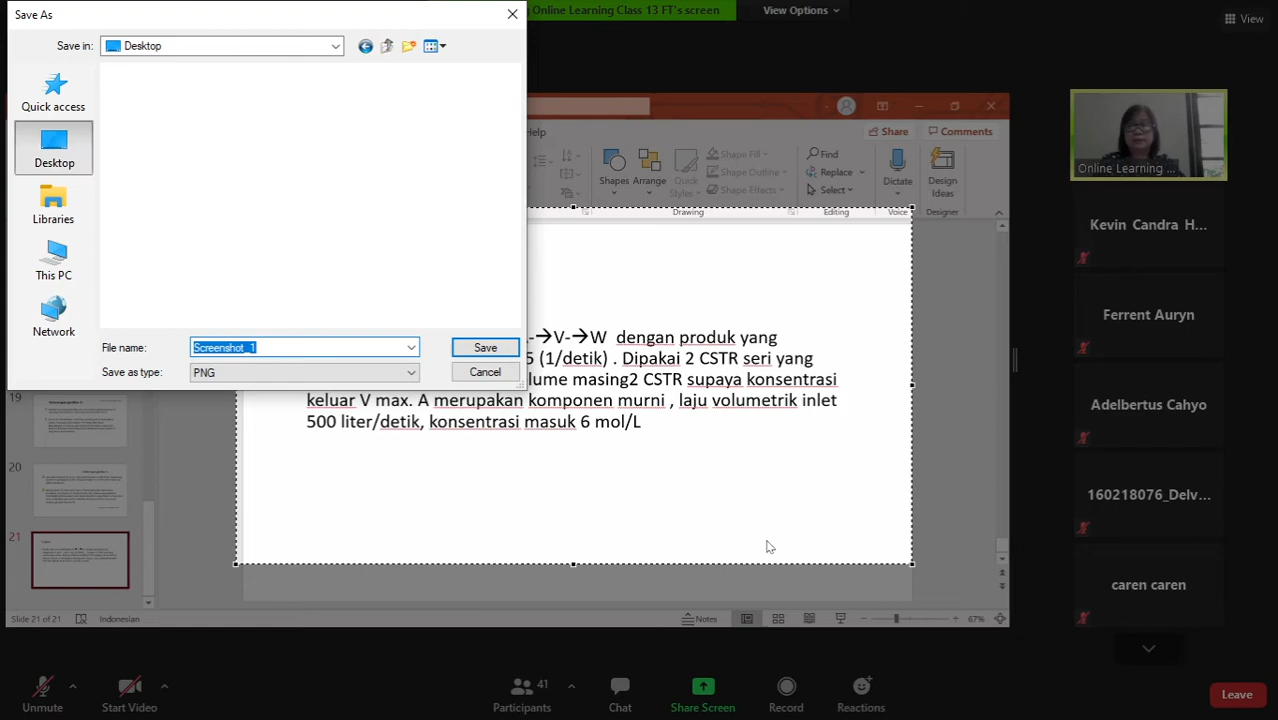 Save As
Online Learning Class 13 FT's screen
View Options
View
Save in:
Desktop
Quick access
Desktop
Libraries
This PC
Network
File name:
Screenshot_1
Save
Save as type:
PNG
Cancel
Help
Share
Comments
Shapes
Arrange
Quick
Styles
Shape Fill
Shape Outline
Shape Effects
Find
Replace
Select
Dictate
Design
Ideas
Drawing
Editing
Voice
Designer
→V-→W dengan produk yang
5 (1/detik) . Dipakai 2 CSTR seri yang
lume masing2 CSTR supaya konsentrasi
keluar V max. A merupakan komponen murni , laju volumetrik inlet
500 liter/detik, konsentrasi masuk 6 mol/L
19
20
21
Slide 21 of 21
Indonesian
Notes
67%
Online Learning ...
Kevin Candra H...
Ferrent Auryn
Adelbertus Cahyo
160218076_Delv...
caren caren
Unmute
Start Video
41
Participants
Chat
Share Screen
Record
Reactions
Leave